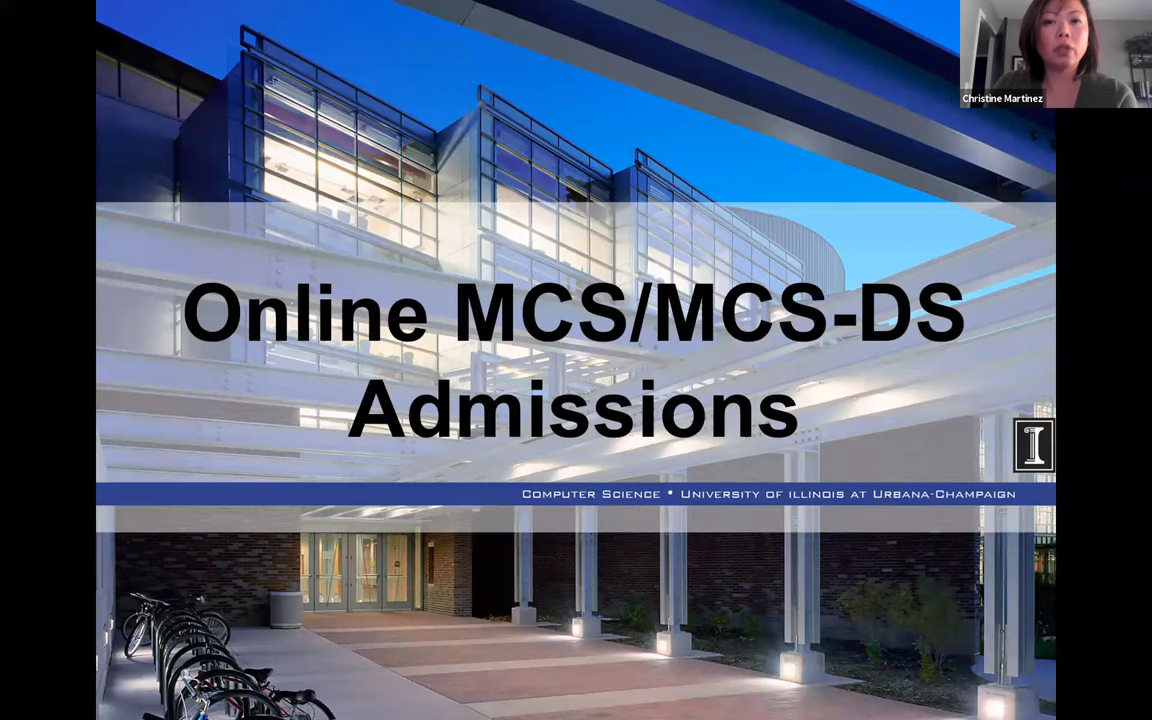 Christine Martinez
Online MCS/MCS-DS
Admissions
Computer Science • University of Illinois at Urbana-Champaign